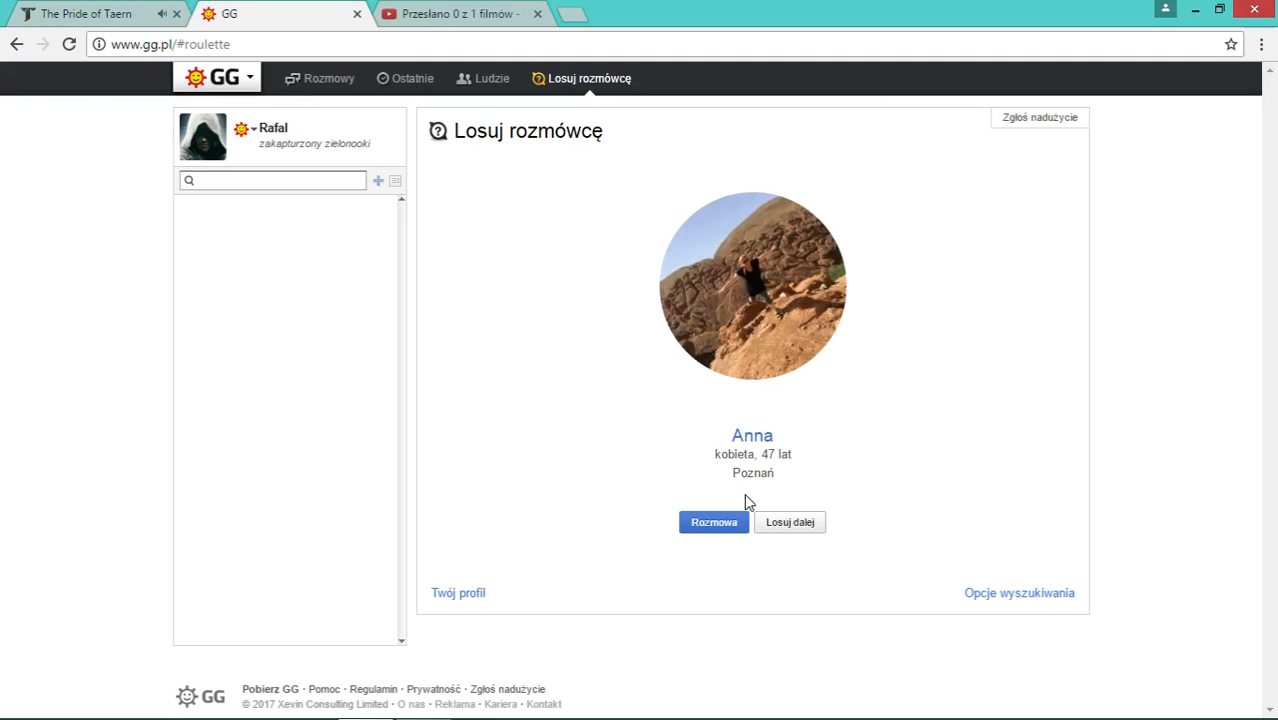 The Pride of Taern
GG
Przesłano 0 z 1 filmów -
www.gg.pl/#roulette
GG
Rozmowy
Ostatnie
Ludzie
Losuj rozmówcę
Rafal
zakapturzony zielonooki
Losuj rozmówcę
Zgłoś nadużycie
Anna
kobieta, 47 lat
Poznań
Rozmowa
Losuj dalej
Twój profil
Opcje wyszukiwania
GG
Pobierz GG · Pomoc · Regulamin · Prywatność · Zgłoś nadużycie
© 2017 Xevin Consulting Limited · O nas · Reklama · Kariera · Kontakt